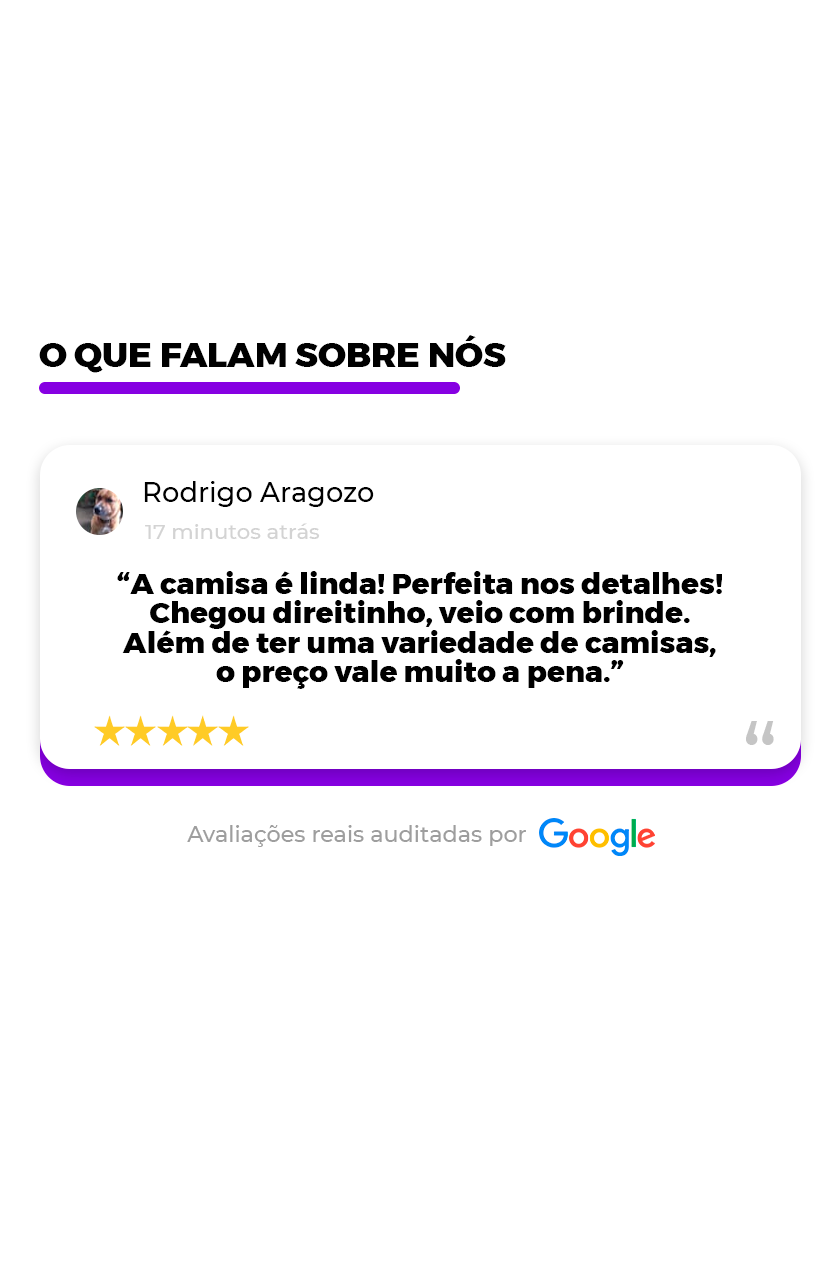 O QUE FALAM SOBRE NÓS
Rodrigo Aragozo
17 minutos atrás
“A camisa é linda! Perfeita nos detalhes!
Chegou direitinho, veio com brinde.
Além de ter uma variedade de camisas,
o preço vale muito a pena.”
“
Avaliações reais auditadas por Google